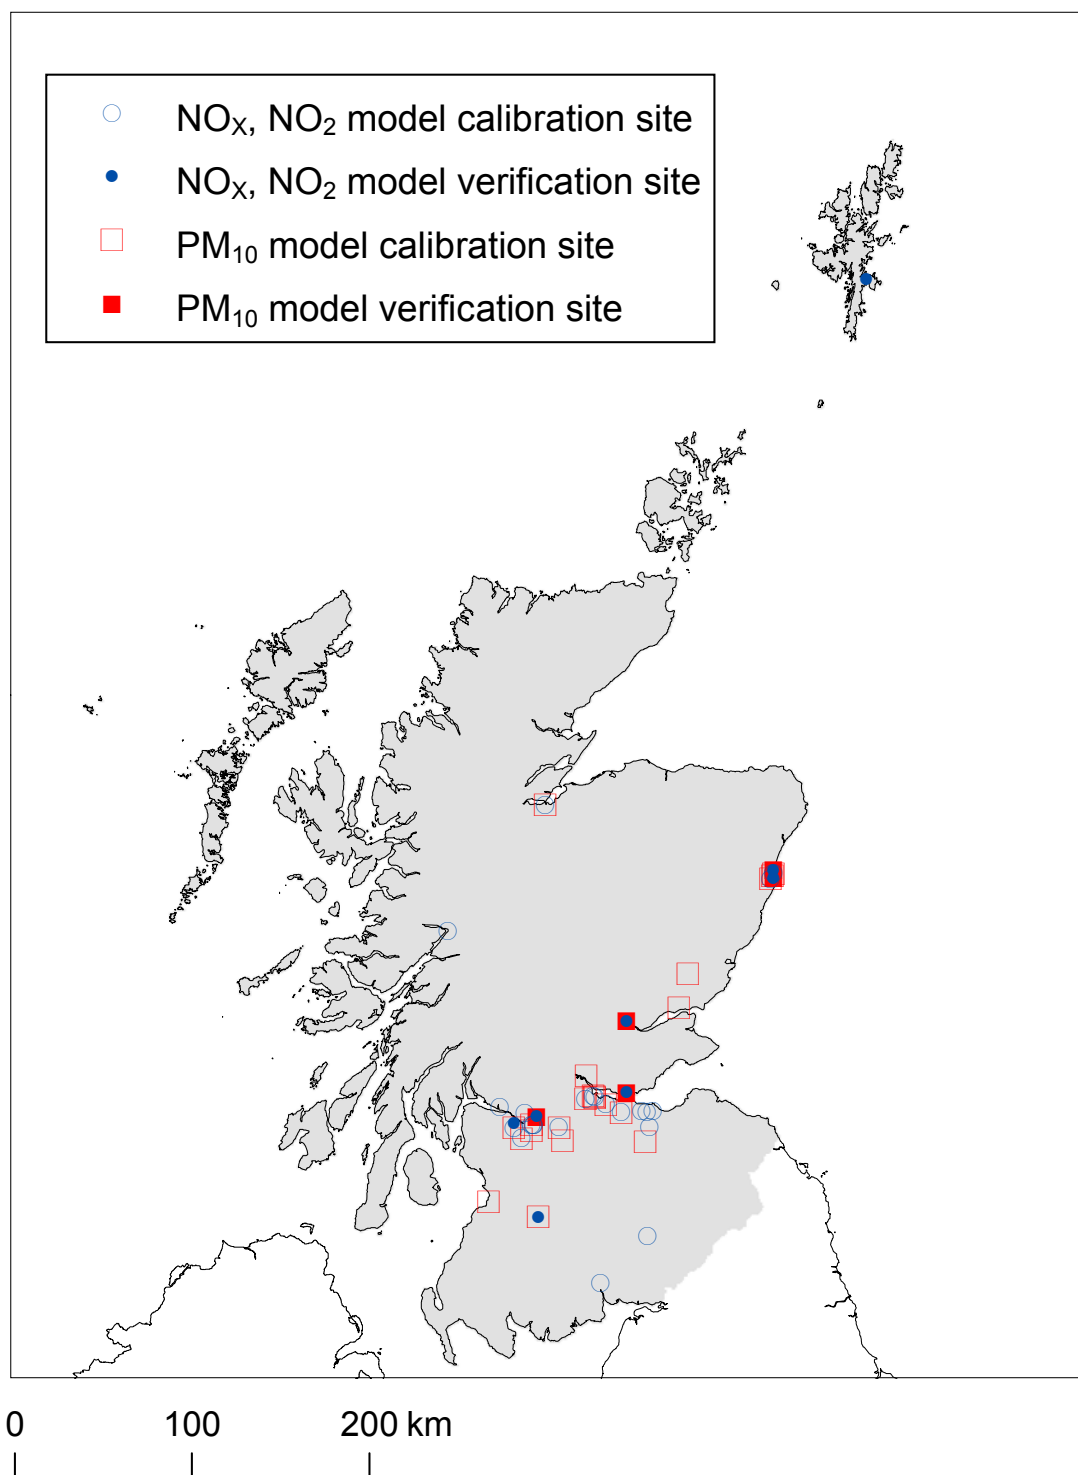 NOX, NO2 model calibration site
NOX, NO2 model verification site
PM10 model calibration site
PM10 model verification site
0 100 200 km